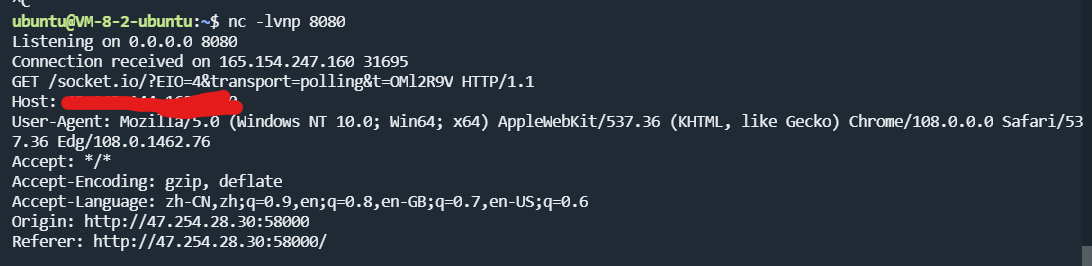 ^C
ubuntu@VM-8-2-ubuntu:~$ nc -lvnp 8080
Listening on 0.0.0.0 8080
Connection received on 165.154.247.160 31695
GET /socket.io/?EIO=4&transport=polling&t=OMl2R9V HTTP/1.1
Host:
User-Agent: Mozilla/5.0 (Windows NT 10.0; Win64; x64) AppleWebKit/537.36 (KHTML, like Gecko) Chrome/108.0.0.0 Safari/53
7.36 Edg/108.0.1462.76
Accept: */*
Accept-Encoding: gzip, deflate
Accept-Language: zh-CN,zh;q=0.9,en;q=0.8,en-GB;q=0.7,en-US;q=0.6
Origin: http://47.254.28.30:58000
Referer: http://47.254.28.30:58000/